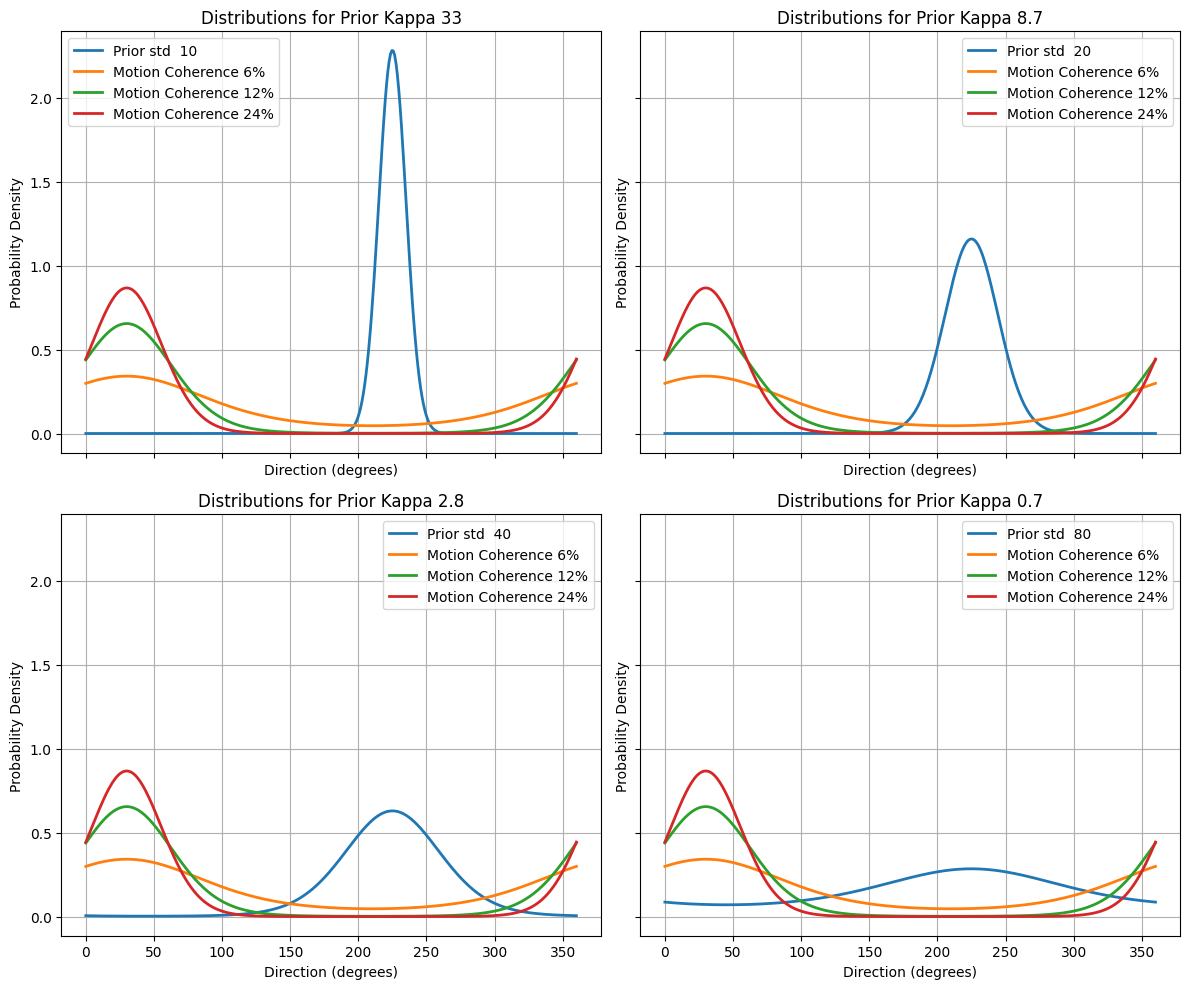 Distributions for Prior Kappa 33
Prior std  10
Motion Coherence 6%
Motion Coherence 12%
Motion Coherence 24%
Probability Density
2.0
1.5
1.0
0.5
0.0
Direction (degrees)
Distributions for Prior Kappa 8.7
Prior std  20
Motion Coherence 6%
Motion Coherence 12%
Motion Coherence 24%
Probability Density
Direction (degrees)
Distributions for Prior Kappa 2.8
Prior std  40
Motion Coherence 6%
Motion Coherence 12%
Motion Coherence 24%
Probability Density
2.0
1.5
1.0
0.5
0.0
0 50 100 150 200 250 300 350
Direction (degrees)
Distributions for Prior Kappa 0.7
Prior std  80
Motion Coherence 6%
Motion Coherence 12%
Motion Coherence 24%
Probability Density
0 50 100 150 200 250 300 350
Direction (degrees)